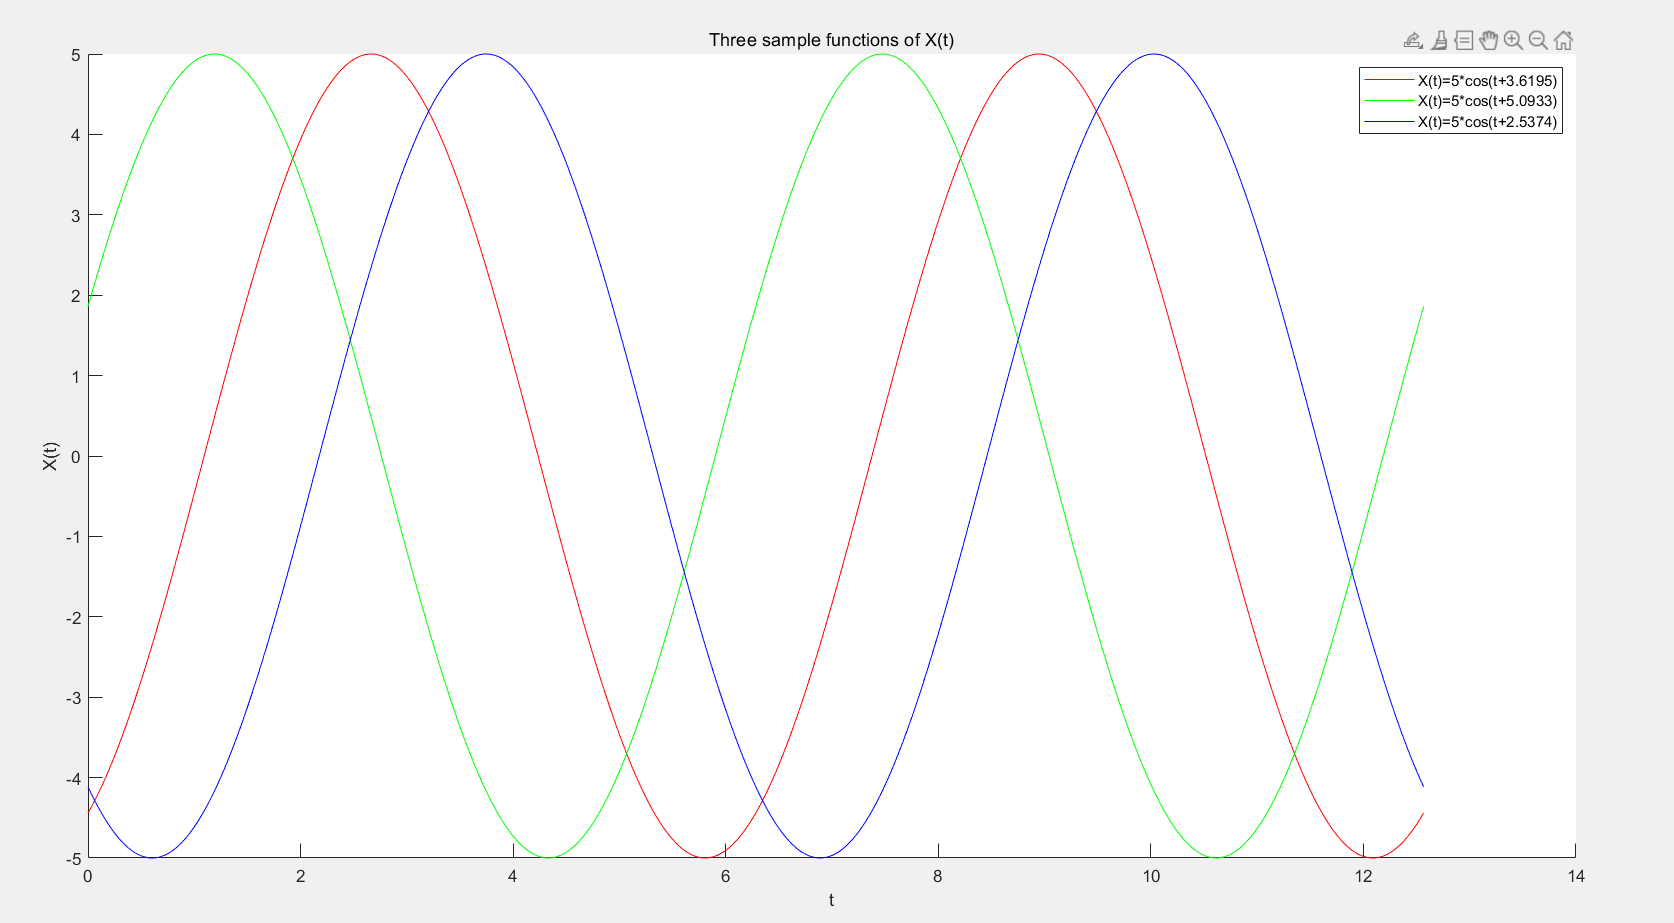 Three sample functions of X(t)
X(t)=5*cos(t+3.6195)
X(t)=5*cos(t+5.0933)
X(t)=5*cos(t+2.5374)
5
4
3
2
1
0
-1
-2
-3
-4
-5
X(t)
0 2 4 6 8 10 12 14
t